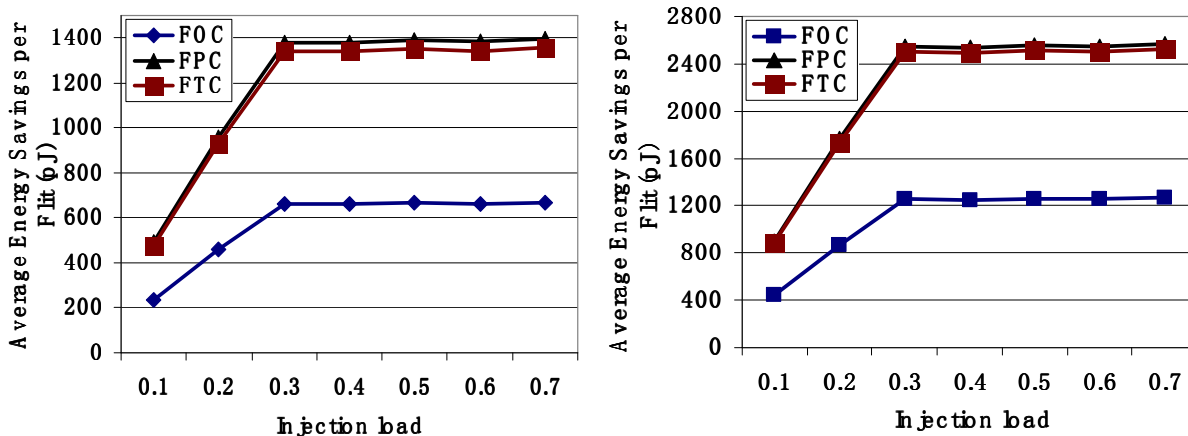 Average Energy Savings per
Flit (pJ)
1400
1200
1000
800
600
400
200
0
FOC
FPC
FTC
0.1 0.2 0.3 0.4 0.5 0.6 0.7
Injection load
Average Energy Savings per
Flit (pJ)
2800
2400
2000
1600
1200
800
400
0
FOC
FPC
FTC
0.1 0.2 0.3 0.4 0.5 0.6 0.7
Injection load